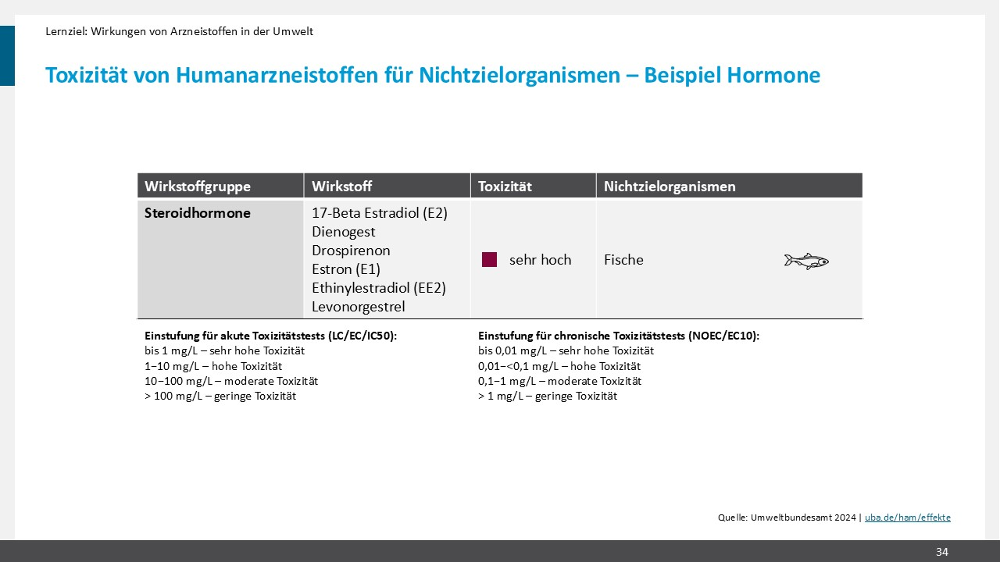 Lernziel: Wirkungen von Arzneistoffen in der Umwelt
Toxizität von Humanarzneistoffen für Nichtzielorganismen – Beispiel Hormone
Wirkstoffgruppe Wirkstoff Toxizität Nichtzielorganismen
Steroidhormone
17-Beta Estradiol (E2)
Dienogest
Drospirenon
Estron (E1)
Ethinylestradiol (EE2)
Levonorgestrel
sehr hoch
Fische
Einstufung für akute Toxizitätstests (LC/EC/IC50):
bis 1 mg/L – sehr hohe Toxizität
1–10 mg/L – hohe Toxizität
10–100 mg/L – moderate Toxizität
> 100 mg/L – geringe Toxizität
Einstufung für chronische Toxizitätstests (NOEC/EC10):
bis 0,01 mg/L – sehr hohe Toxizität
0,01–<0,1 mg/L – hohe Toxizität
0,1–1 mg/L – moderate Toxizität
> 1 mg/L – geringe Toxizität
Quelle: Umweltbundesamt 2024 | uba.de/ham/effekte
34